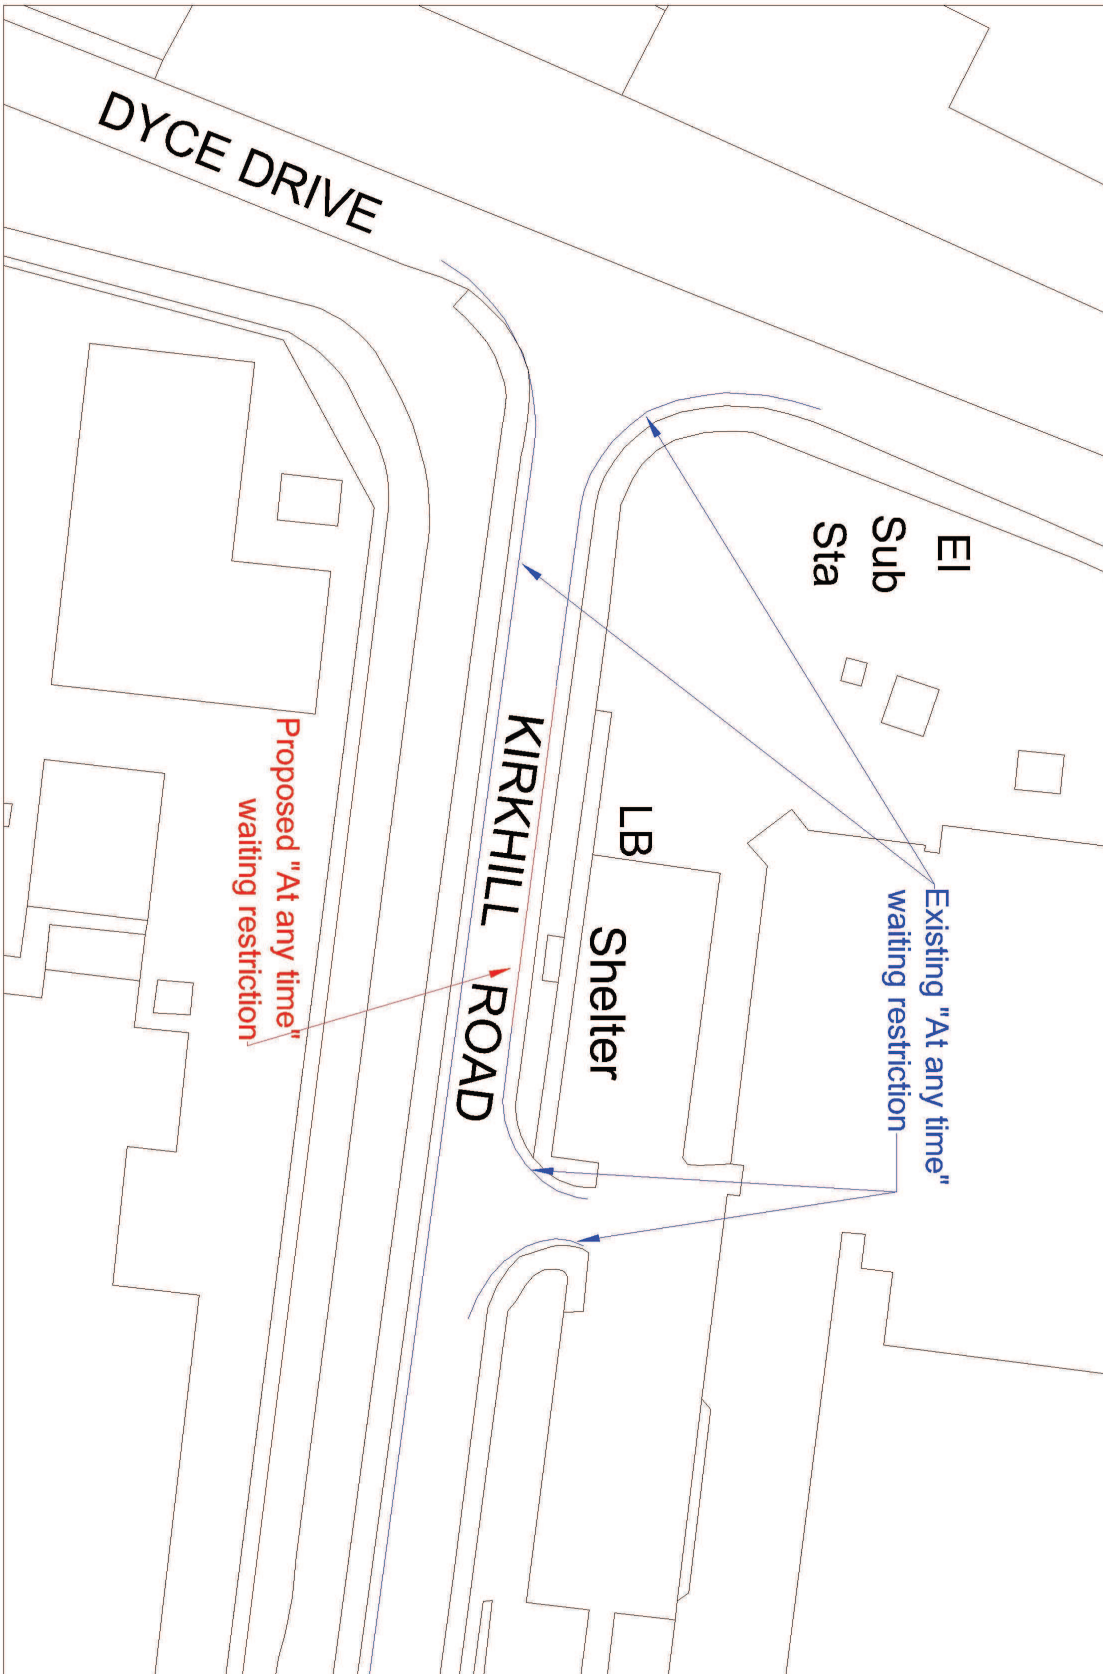 DYCE DRIVE
El
Sub
Sta
Existing "At any time"
waiting restriction
LB
Shelter
KIRKHILL ROAD
Proposed "At any time"
waiting restriction